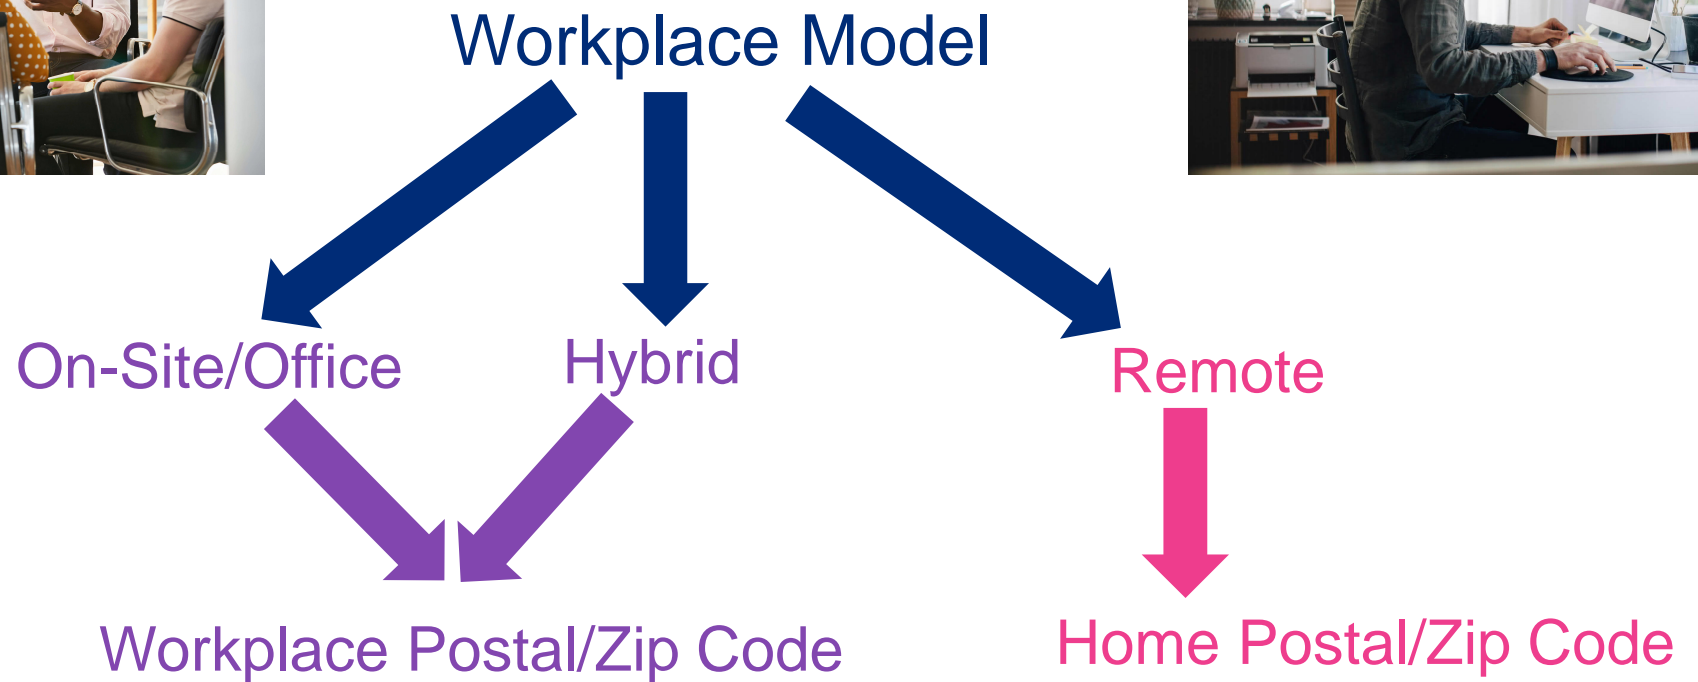 Workplace Model
On-Site/Office
Hybrid
Remote
Workplace Postal/Zip Code
Home Postal/Zip Code